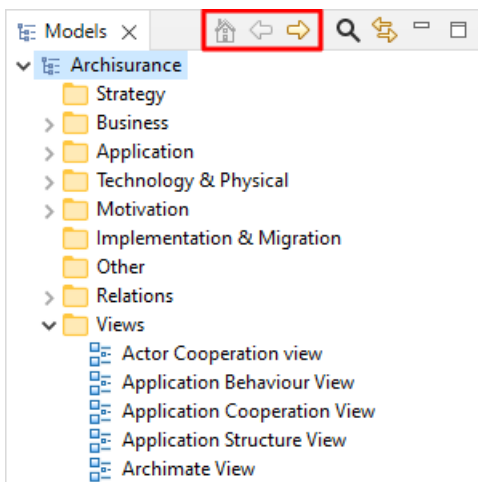 Models
Archisurance
Strategy
Business
Application
Technology & Physical
Motivation
Implementation & Migration
Other
Relations
Views
Actor Cooperation view
Application Behaviour View
Application Cooperation View
Application Structure View
Archimate View